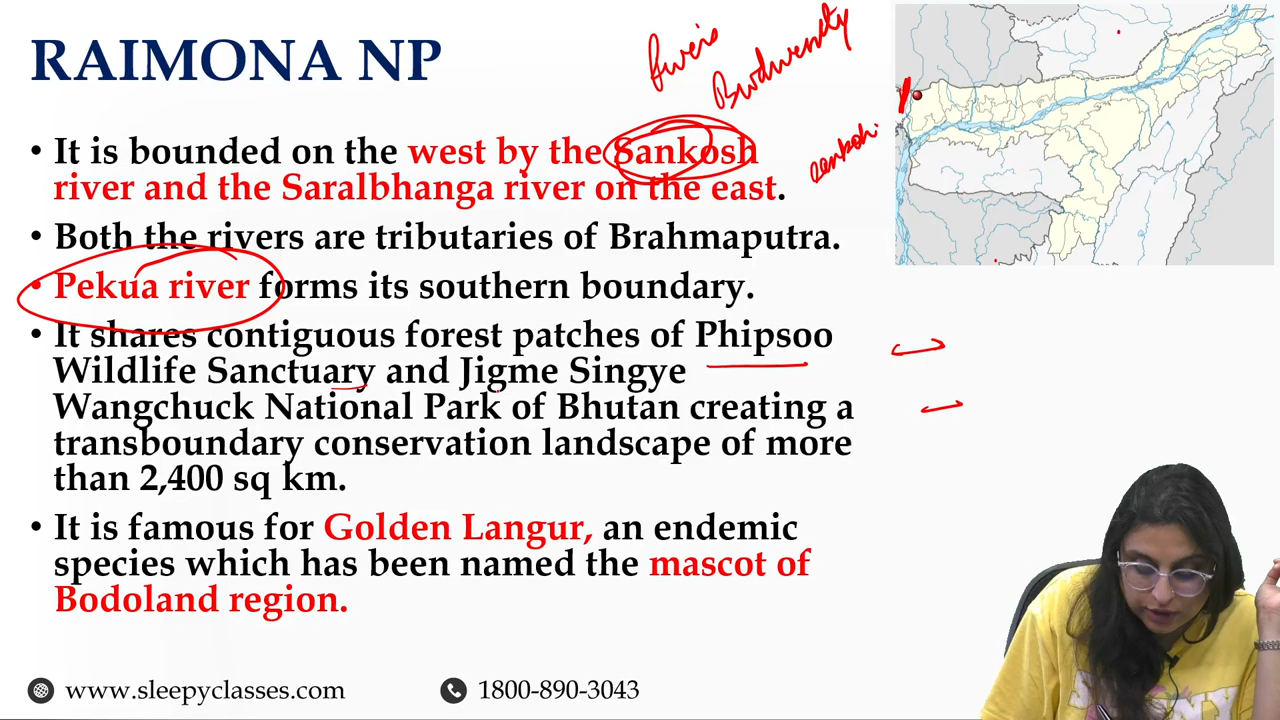 RAIMONA NP
• It is bounded on the west by the Sankosh
river and the Saralbhanga river on the east.
• Both the rivers are tributaries of Brahmaputra.
• Pekua river forms its southern boundary.
• It shares contiguous forest patches of Phipsoo
Wildlife Sanctuary and Jigme Singye
Wangchuck National Park of Bhutan creating a
transboundary conservation landscape of more
than 2,400 sq km.
• It is famous for Golden Langur, an endemic
species which has been named the mascot of
Bodoland region.
www.sleepyclasses.com
1800-890-3043